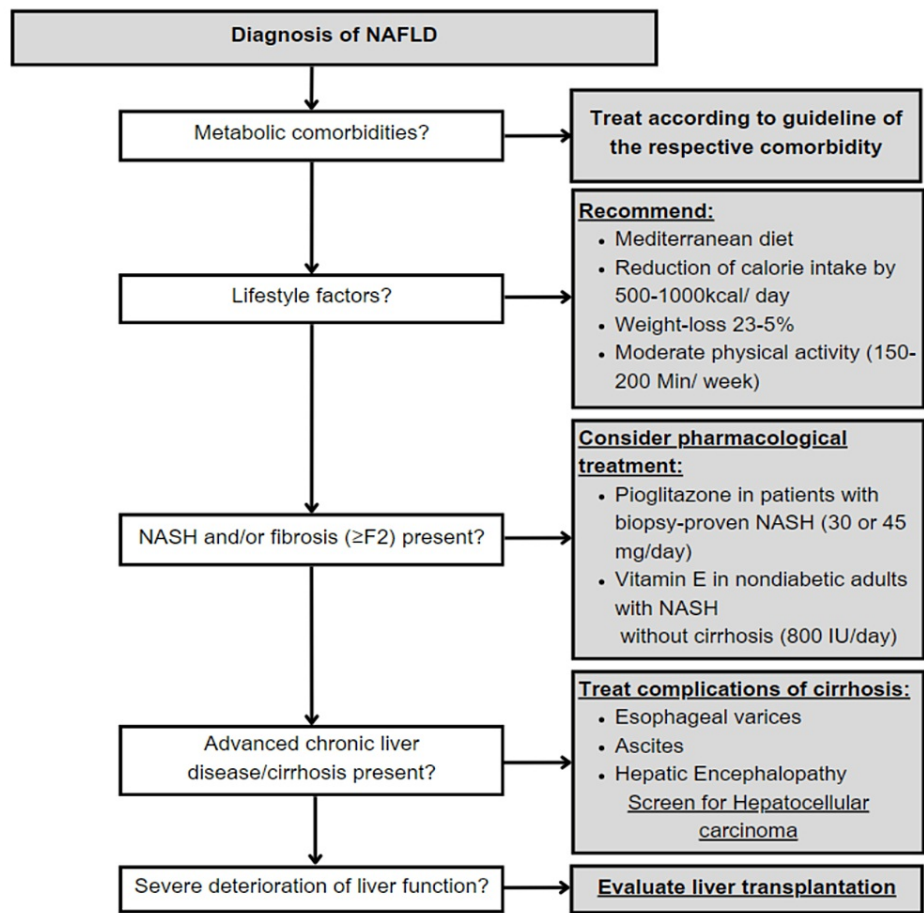 Diagnosis of NAFLD
Metabolic comorbidities?
Treat according to guideline of
the respective comorbidity
Lifestyle factors?
Recommend:
• Mediterranean diet
• Reduction of calorie intake by
500-1000kcal/ day
• Weight-loss 23-5%
• Moderate physical activity (150-
200 Min/ week)
NASH and/or fibrosis (≥F2) present?
Consider pharmacological
treatment:
• Pioglitazone in patients with
biopsy-proven NASH (30 or 45
mg/day)
• Vitamin E in nondiabetic adults
with NASH
without cirrhosis (800 IU/day)
Advanced chronic liver
disease/cirrhosis present?
Treat complications of cirrhosis:
• Esophageal varices
• Ascites
• Hepatic Encephalopathy
Screen for Hepatocellular
carcinoma
Severe deterioration of liver function?
Evaluate liver transplantation